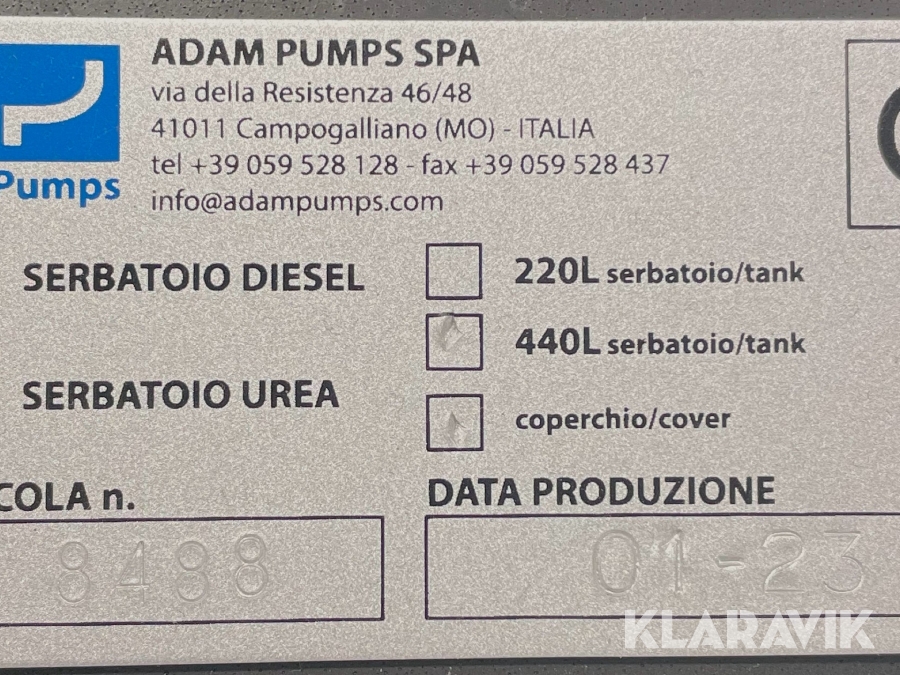 Pumps
ADAM PUMPS SPA
via della Resistenza 46/48
41011 Campogalliano (MO) - ITALIA
tel +39 059 528 128 - fax +39 059 528 437
info@adampumps.com
SERBATOIO DIESEL
220L serbatoio/tank
440L serbatoio/tank
SERBATOIO UREA
coperchio/cover
COLA n.
DATA PRODUZIONE
8488
01-23
KLARAVIK